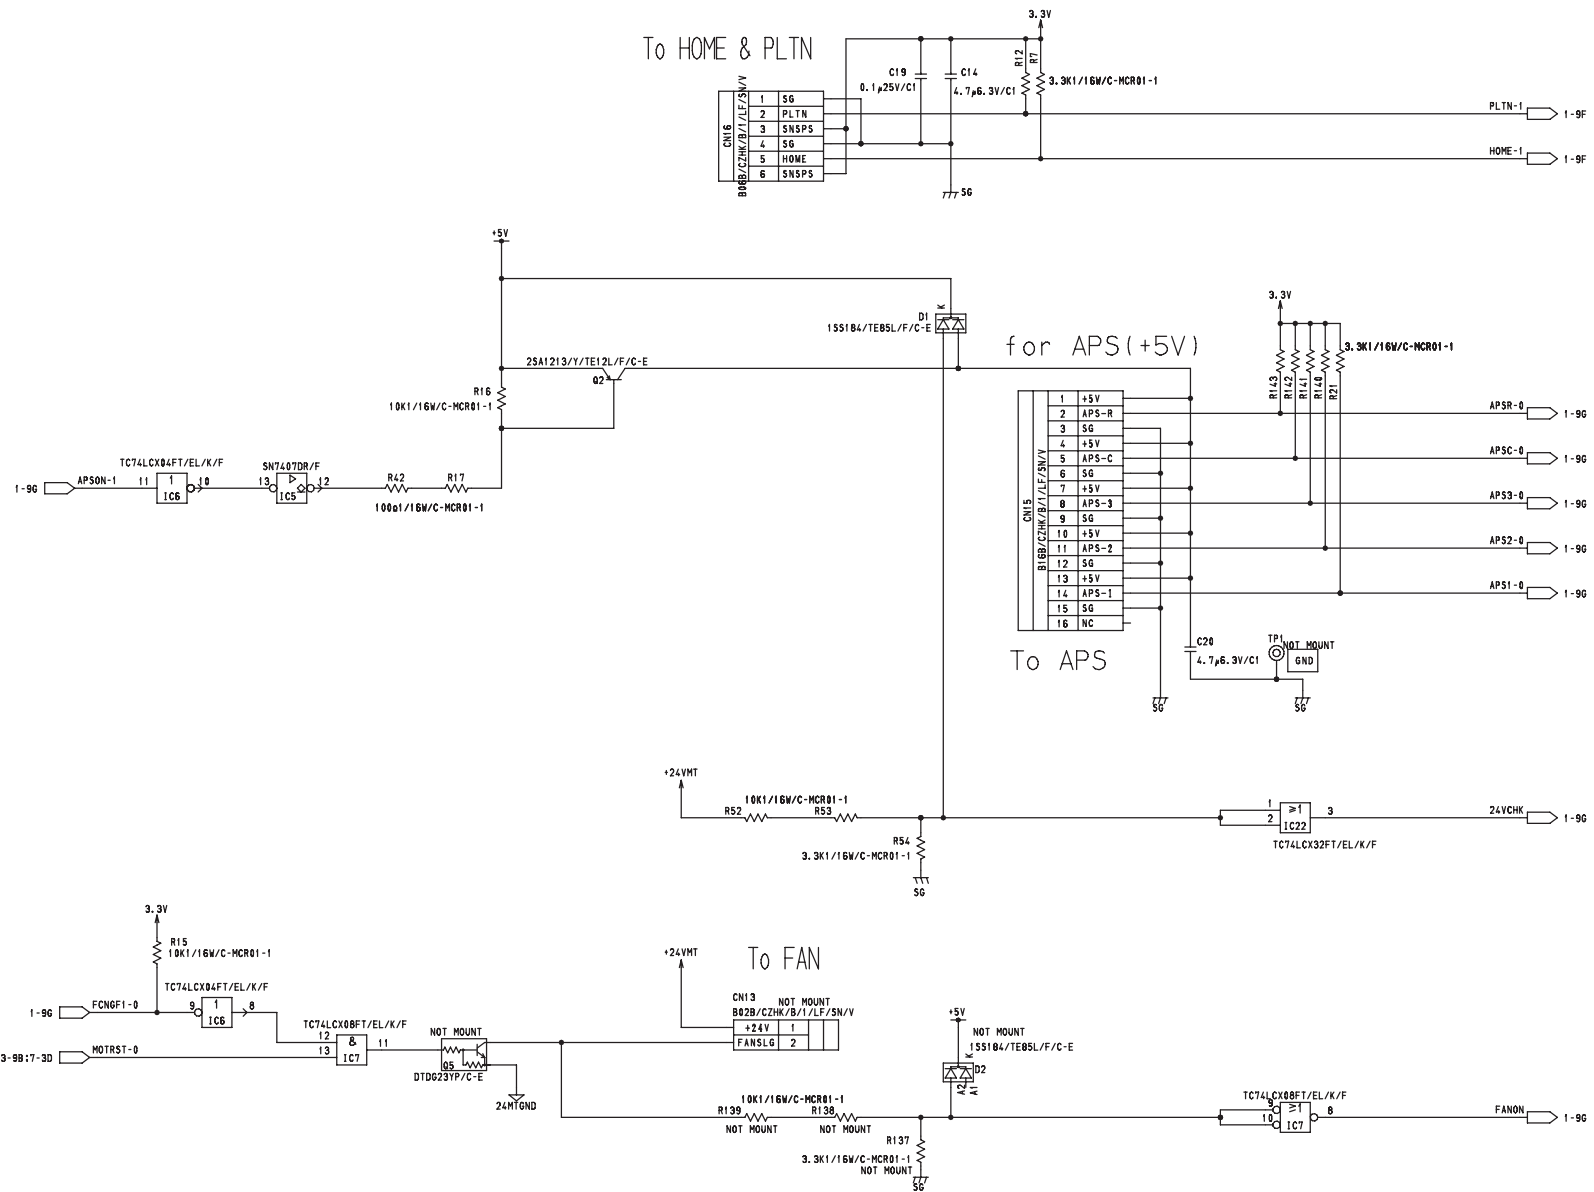 3.3V
To HOME & PLTN
R12
R7
C19
0.1µ25V/C1
C14
4.7µ6.3V/C1
3.3K1/16W/C-MCR01-1
CN16
B06B/CZHK/B/1/LF/SN/V
1 SG
2 PLTN
3 SNSPS
4 SG
5 HOME
6 SNSPS
PLTN-1
1-9F
HOME-1
1-9F
SG
+5V
K
D1
1SS184/TE85L/F/C-E
3.3V
for APS(+5V)
3.3K1/16W/C-MCR01-1
2SA1213/Y/TE12L/F/C-E
Q2
R16
10K1/16W/C-MCR01-1
R143
R142
R141
R140
R21
CN15
B16B/CZHK/B/1/LF/SN/V
1 +5V
2 APS-R
3 SG
4 +5V
5 APS-C
6 SG
7 +5V
8 APS-3
9 SG
10 +5V
11 APS-2
12 SG
13 +5V
14 APS-1
15 SG
16 NC
APSR-0
1-9G
APSC-0
1-9G
APS3-0
1-9G
APS2-0
1-9G
APS1-0
1-9G
TC74LCX04FT/EL/K/F
SN7407DR/F
1-9G
APSON-1
11
1
IC6
10
13
IC5
12
R42
R17
100Ω1/16W/C-MCR01-1
To APS
C20
4.7µ6.3V/C1
TP1
NOT MOUNT
GND
SG
SG
+24VMT
10K1/16W/C-MCR01-1
R52
R53
R54
3.3K1/16W/C-MCR01-1
SG
1
2
≥1
IC22
3
TC74LCX32FT/EL/K/F
24VCHK
1-9G
3.3V
R15
10K1/16W/C-MCR01-1
TC74LCX04FT/EL/K/F
1-9G
FCNGF1-0
9
1
IC6
8
3-9B:7-3D
MOTRST-0
TC74LCX08FT/EL/K/F
12
13
&
IC7
11
NOT MOUNT
Q5
DTDG23YP/C-E
24MTGND
+24VMT
To FAN
CN13
NOT MOUNT
B02B/CZHK/B/1/LF/SN/V
+24V 1
FANSLG 2
+5V
NOT MOUNT
1SS184/TE85L/F/C-E
K
D2
A2
A1
10K1/16W/C-MCR01-1
R139
R138
NOT MOUNT
NOT MOUNT
R137
3.3K1/16W/C-MCR01-1
NOT MOUNT
SG
TC74LCX08FT/EL/K/F
9
10
≥1
IC7
8
FANON
1-9G